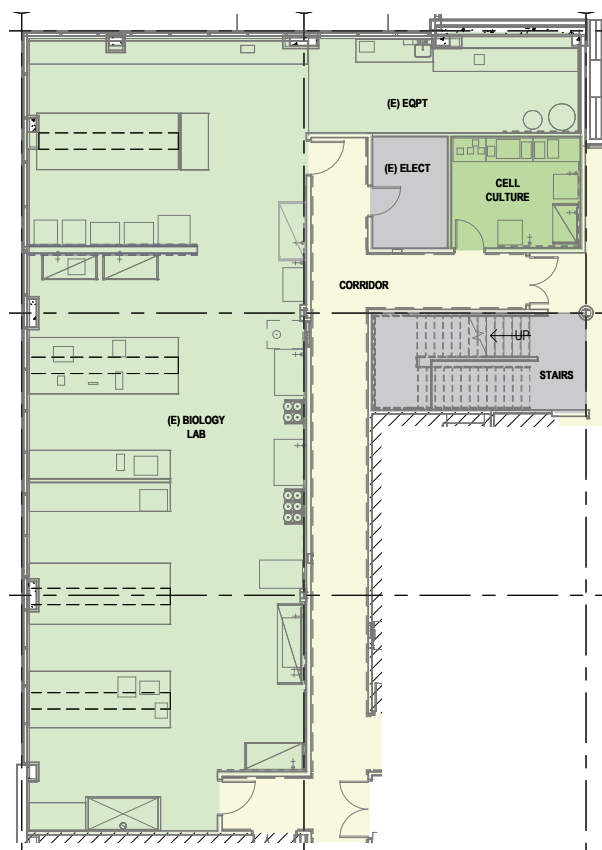 (E) EQPT
(E) ELECT
CELL
CULTURE
CORRIDOR
UP
STAIRS
(E) BIOLOGY
LAB